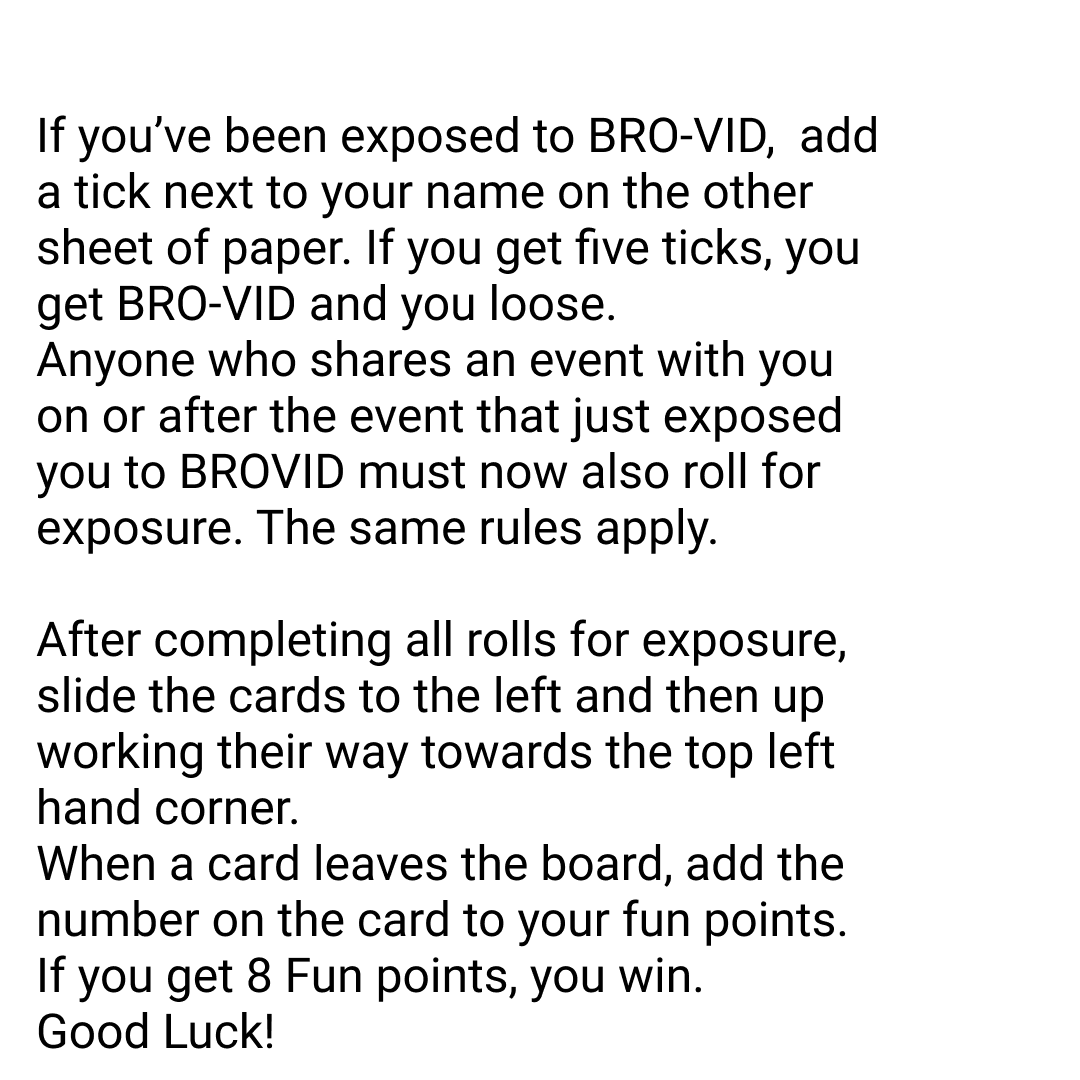 If you’ve been exposed to BRO-VID,  add
a tick next to your name on the other
sheet of paper. If you get five ticks, you
get BRO-VID and you loose.
Anyone who shares an event with you
on or after the event that just exposed
you to BROVID must now also roll for
exposure. The same rules apply.

After completing all rolls for exposure,
slide the cards to the left and then up
working their way towards the top left
hand corner.
When a card leaves the board, add the
number on the card to your fun points.
If you get 8 Fun points, you win.
Good Luck!